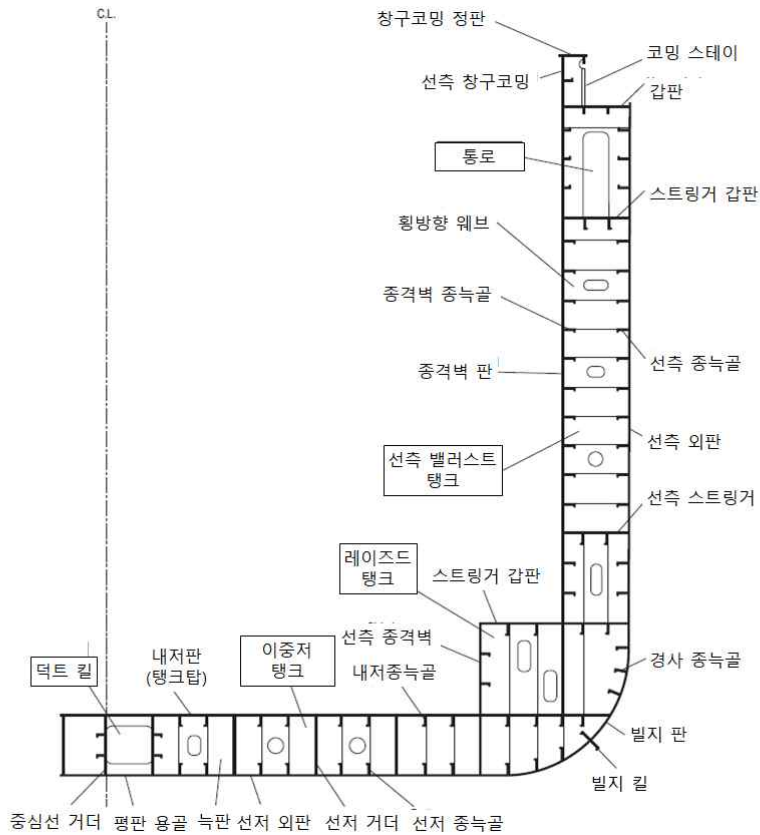 C.L.
창구코밍 정판
코밍 스테이
선측 창구코밍
갑판
통로
스트링거 갑판
횡방향 웨브
종격벽 종늑골
선측 종늑골
종격벽 판
선측 외판
선측 밸러스트
탱크
선측 스트링거
레이즈드
탱크
스트링거 갑판
선측 종격벽
이중저
탱크
내저판
(탱크탑)
덕트 킬
내저종늑골
경사 종늑골
빌지 판
빌지 킬
중심선 거더
평판 용골
늑판
선저 외판
선저 거더
선저 종늑골